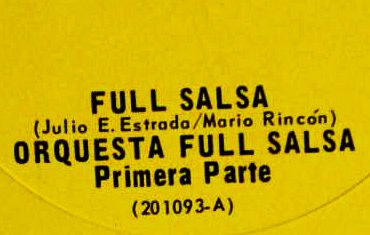 FULL SALSA
(Julio E. Estrada/Mario Rincón)
ORQUESTA FULL SALSA
Primera Parte
(201093-A)